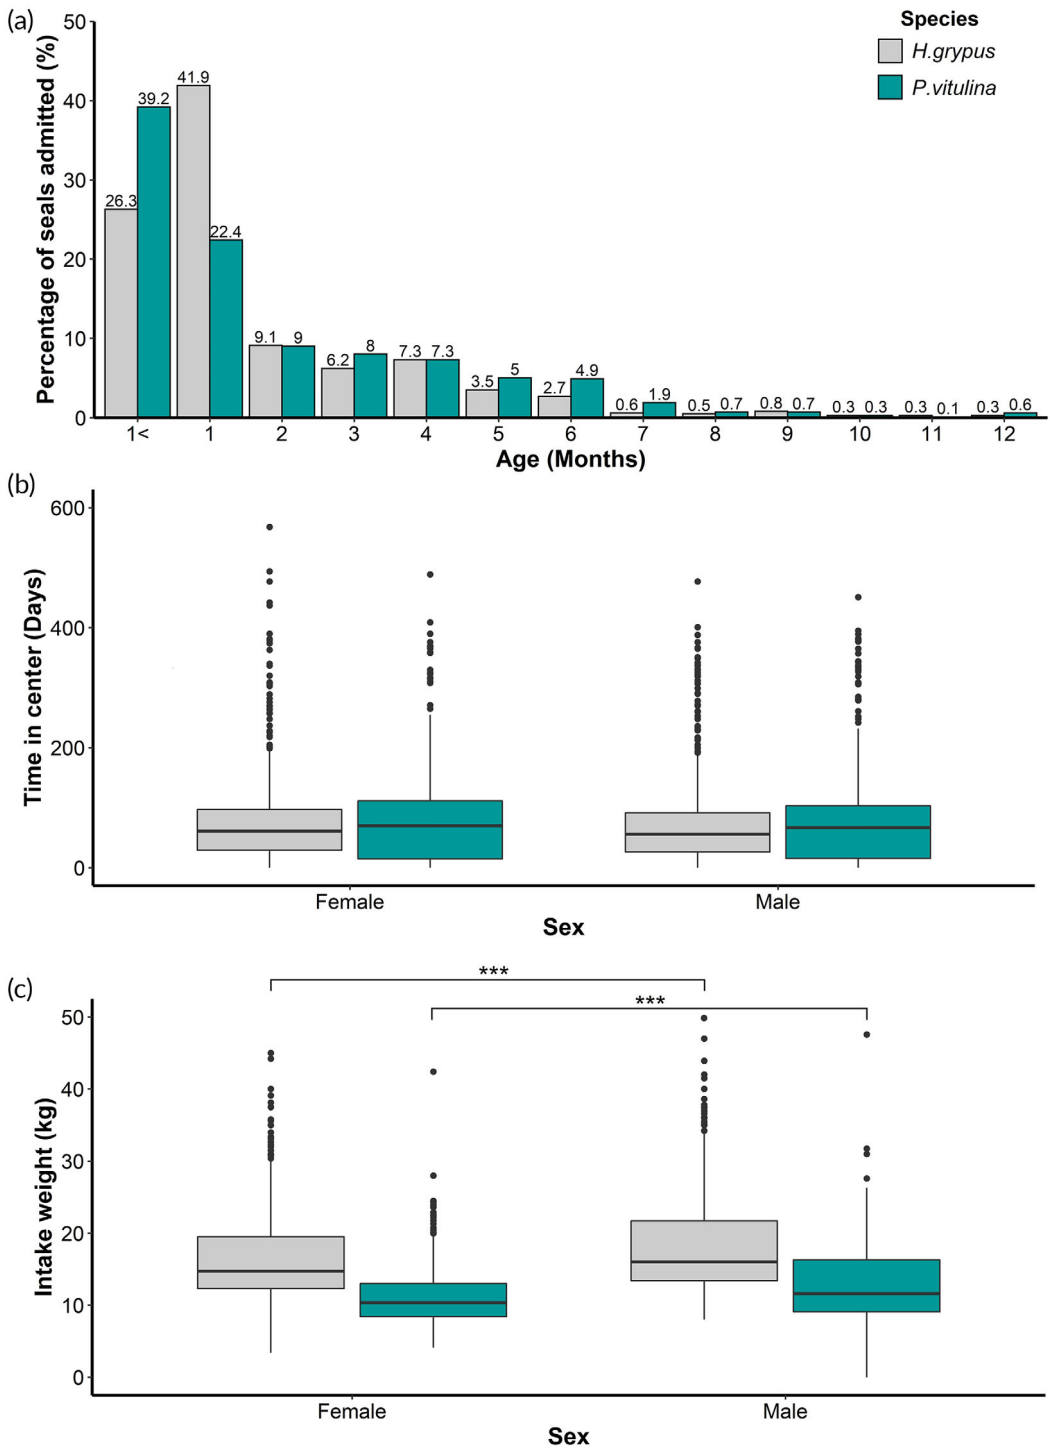 (a)
Species
H.grypus
P.vitulina
Percentage of seals admitted (%)
50
40
30
20
10
0
26.3 39.2 41.9 22.4 9.1 9 6.2 8 7.3 7.3 3.5 5 2.7 4.9 0.6 1.9 0.5 0.7 0.8 0.7 0.3 0.3 0.3 0.1 0.3 0.6
1< 1 2 3 4 5 6 7 8 9 10 11 12
Age (Months)
(b)
Time in center (Days)
600
400
200
0
Female Male
Sex
(c)
***
***
Intake weight (kg)
50
40
30
20
10
0
Female Male
Sex